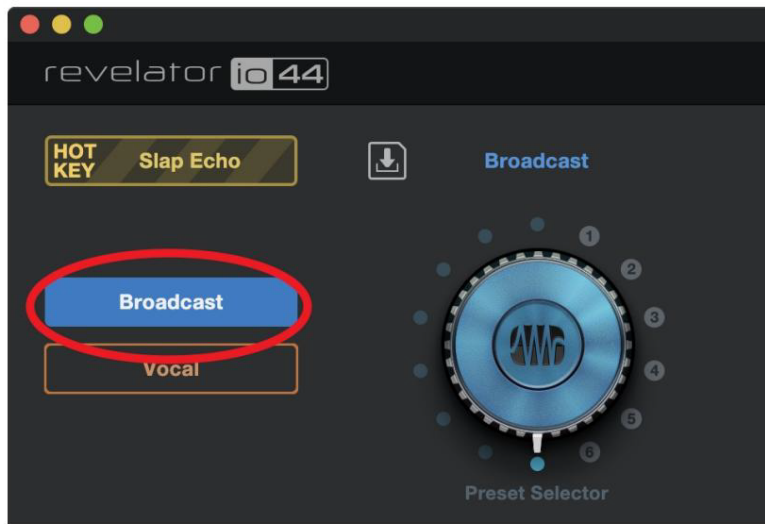 revelator io 44
HOT KEY
Slap Echo
Broadcast
Broadcast
Vocal
1
2
3
4
5
6
Preset Selector